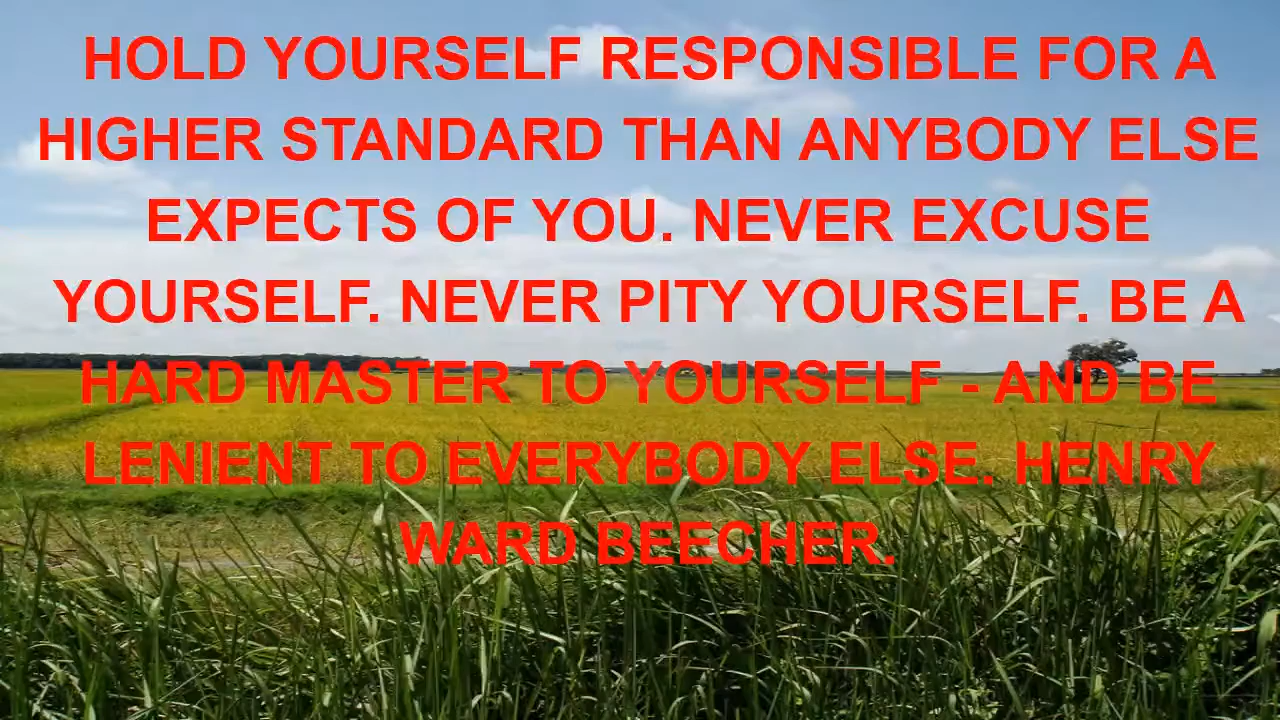 HOLD YOURSELF RESPONSIBLE FOR A
HIGHER STANDARD THAN ANYBODY ELSE
EXPECTS OF YOU. NEVER EXCUSE
YOURSELF. NEVER PITY YOURSELF. BE A
HARD MASTER TO YOURSELF - AND BE
LENIENT TO EVERYBODY ELSE. HENRY
WARD BEECHER.